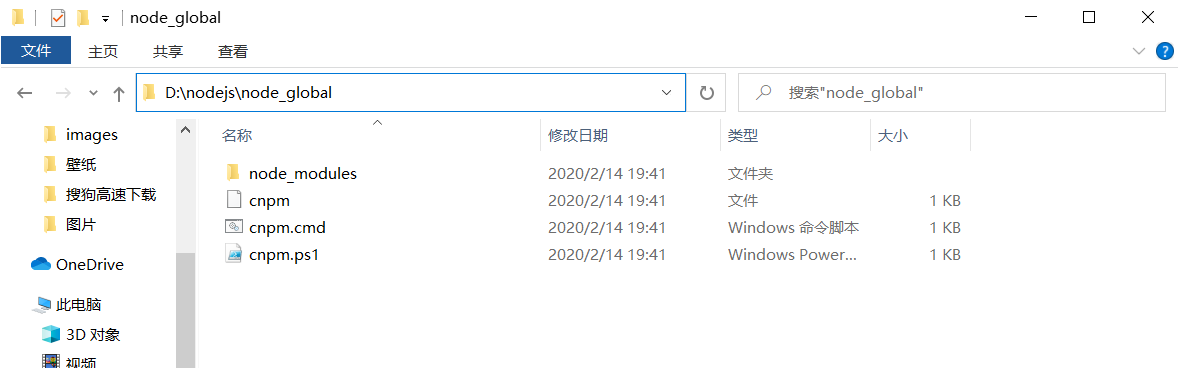 node_global
文件 主页 共享 查看
D:\nodejs\node_global 搜索"node_global"
名称 修改日期 类型 大小
images
壁纸
搜狗高速下载
图片
OneDrive
此电脑
3D 对象
视频
node_modules 2020/2/14 19:41 文件夹
cnpm 2020/2/14 19:41 文件 1 KB
cnpm.cmd 2020/2/14 19:41 Windows 命令脚本 1 KB
cnpm.ps1 2020/2/14 19:41 Windows Power... 1 KB